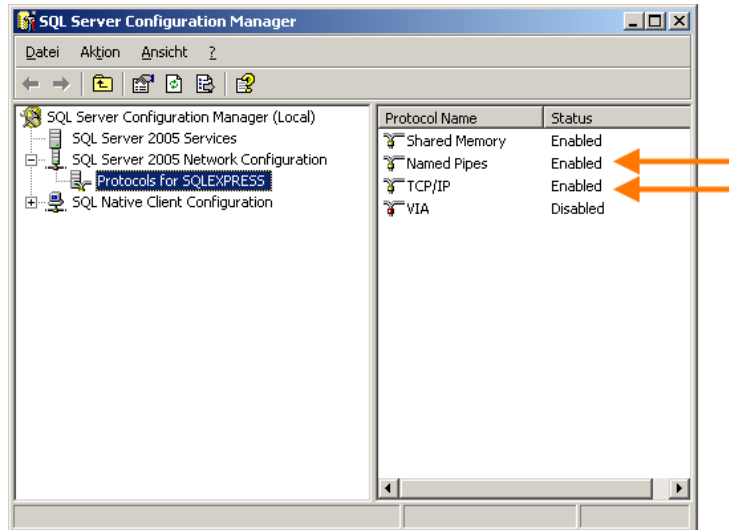 SQL Server Configuration Manager
Datei Aktion Ansicht ?
SQL Server Configuration Manager (Local)
SQL Server 2005 Services
SQL Server 2005 Network Configuration
Protocols for SQLEXPRESS
SQL Native Client Configuration
Protocol Name Status
Shared Memory Enabled
Named Pipes Enabled
TCP/IP Enabled
VIA Disabled